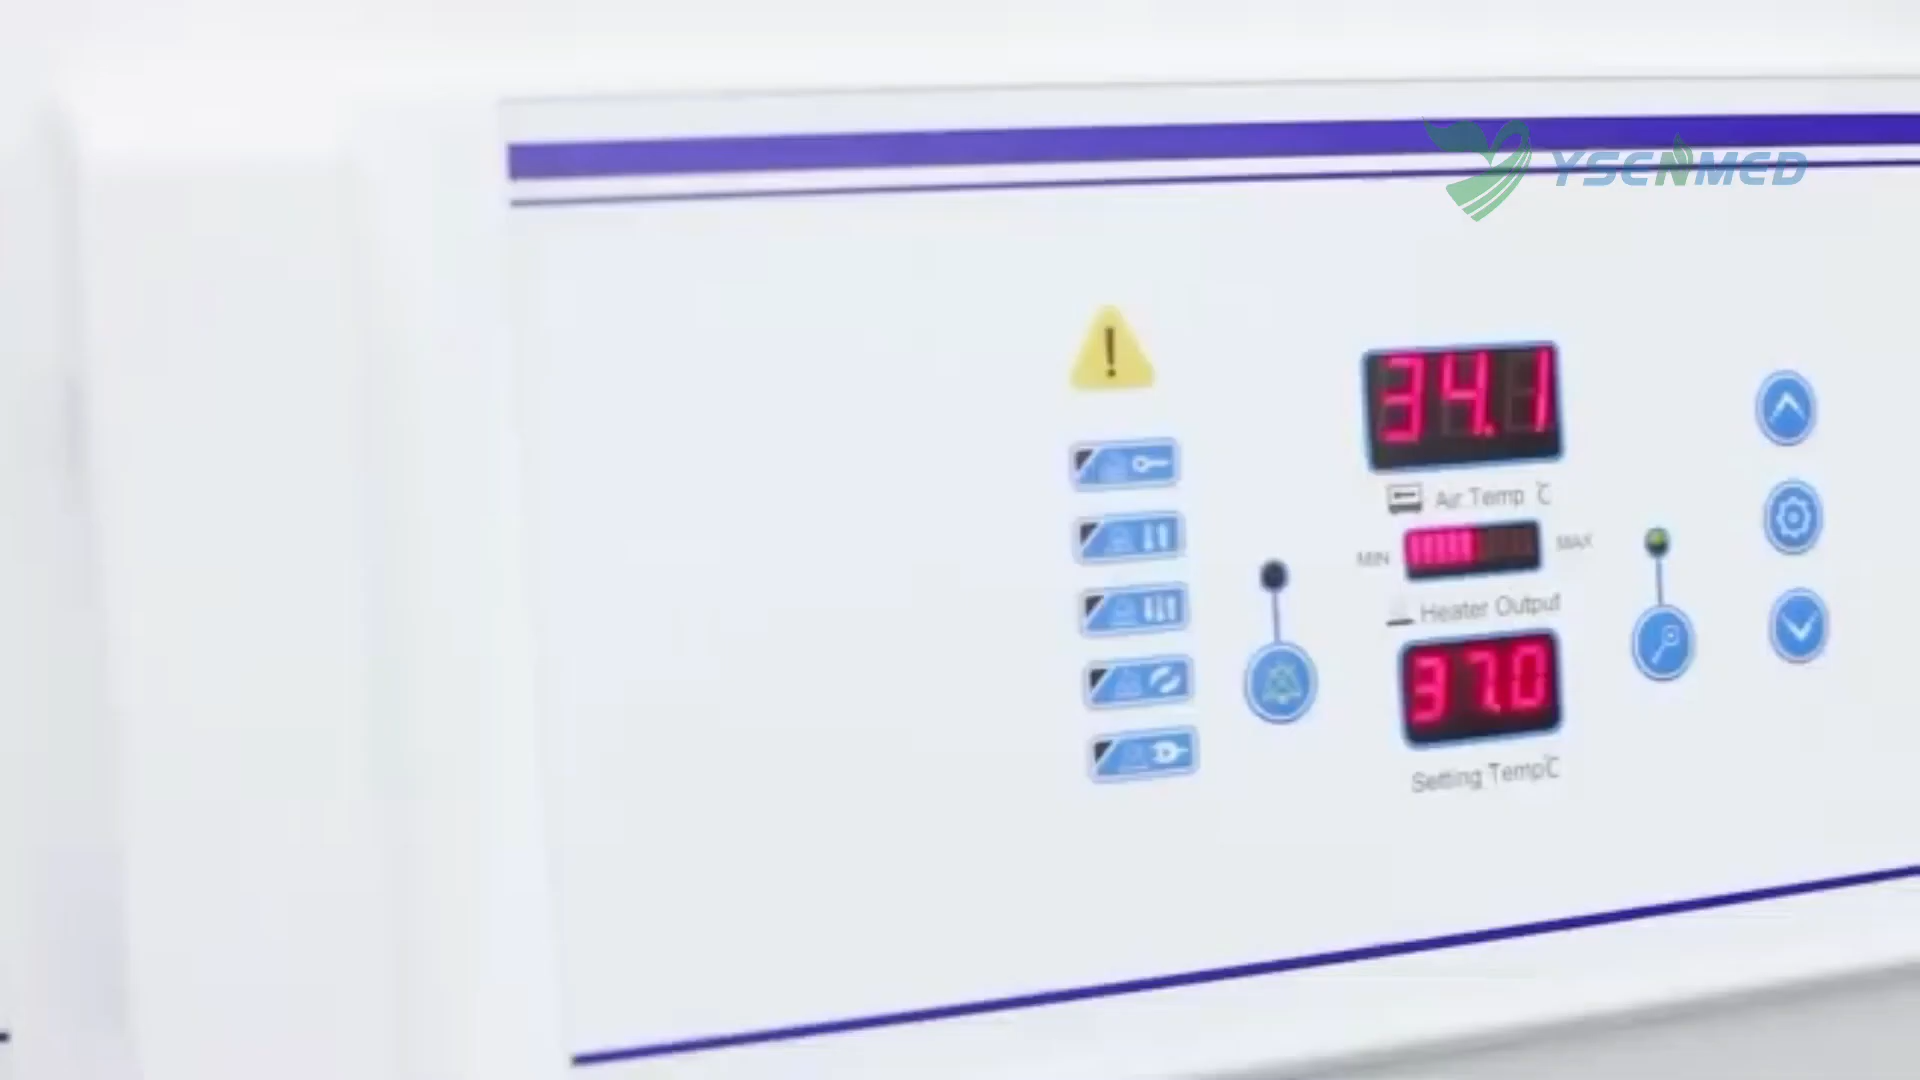 YSENMED
!
34.1
Air Temp ℃
MIN MAX
Heater Output
37.0
Setting Temp℃